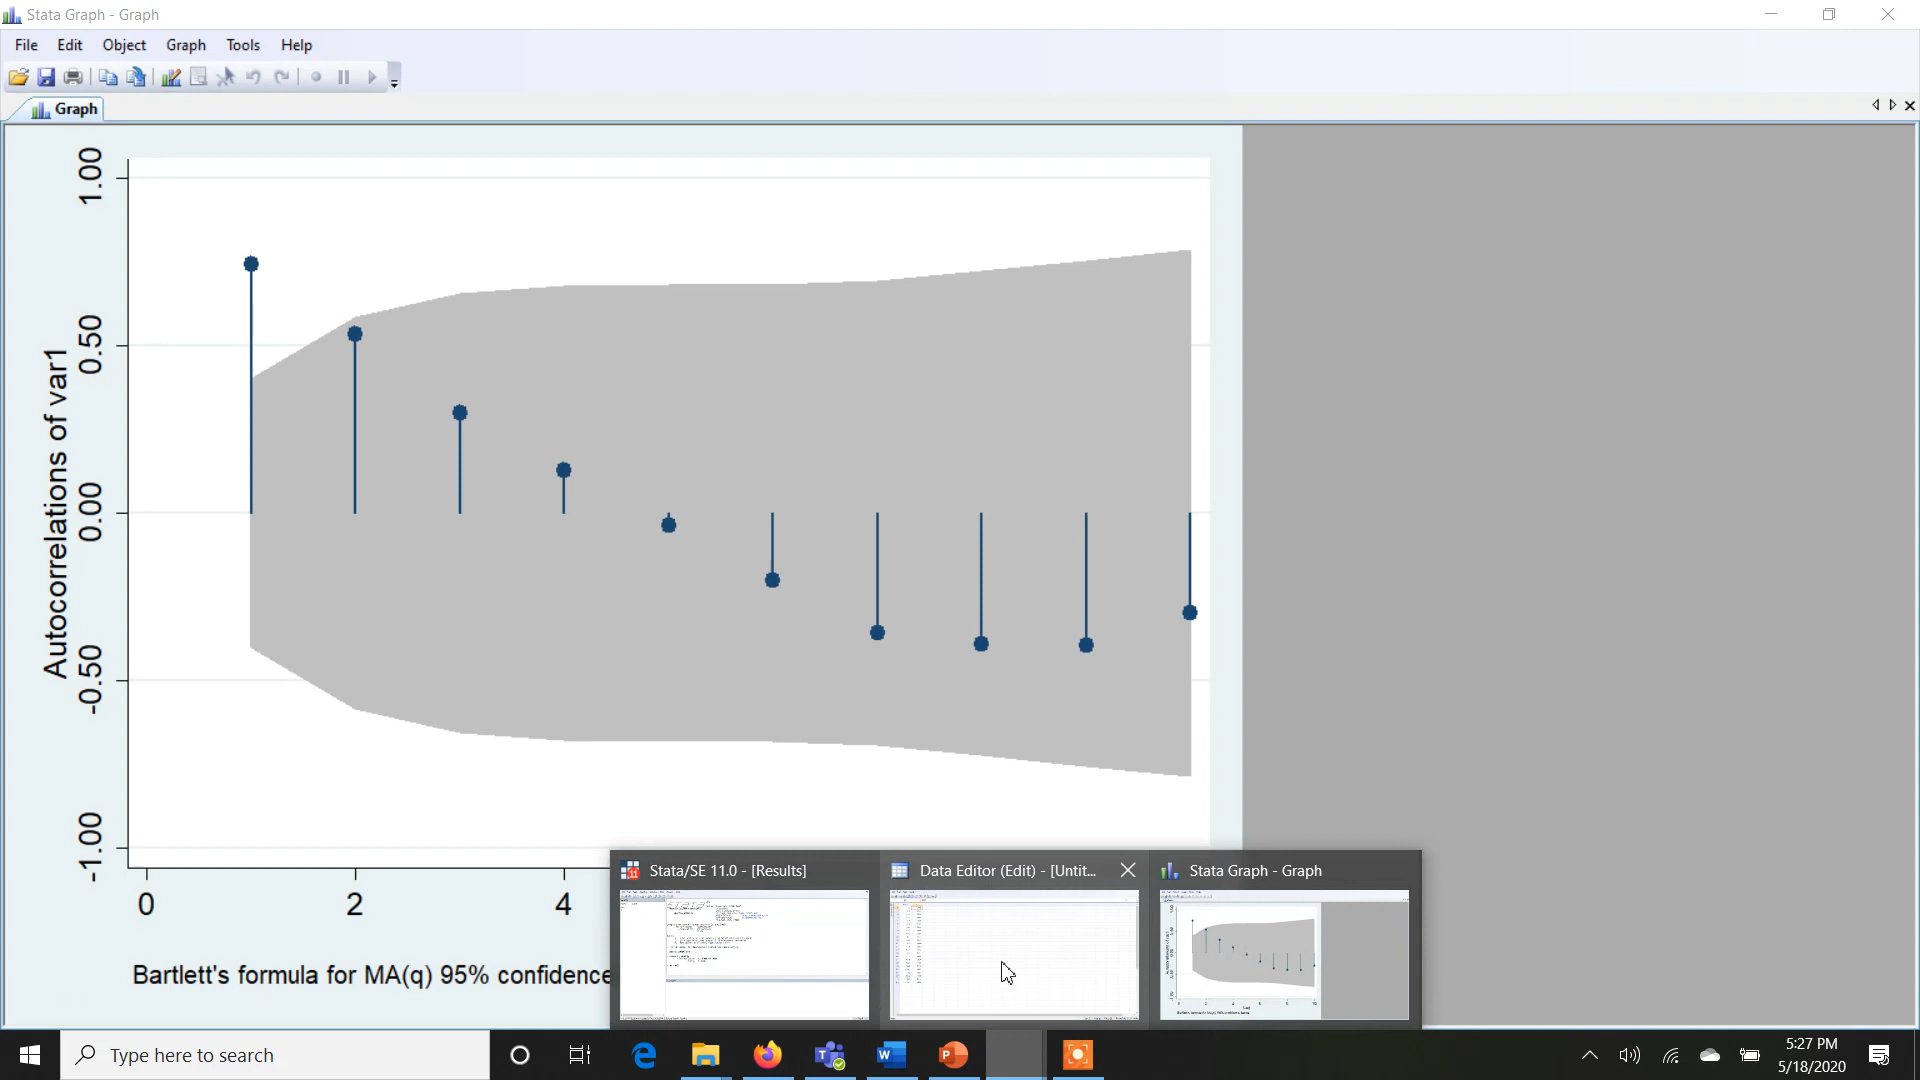 Stata Graph - Graph
File Edit Object Graph Tools Help
Graph
1.00
0.50
0.00
-0.50
-1.00
Autocorrelations of var1
0 2 4
Bartlett's formula for MA(q) 95% confidence
Stata/SE 11.0 - [Results]
Data Editor (Edit) - [Untit...
Stata Graph - Graph
Type here to search
5:27 PM
5/18/2020